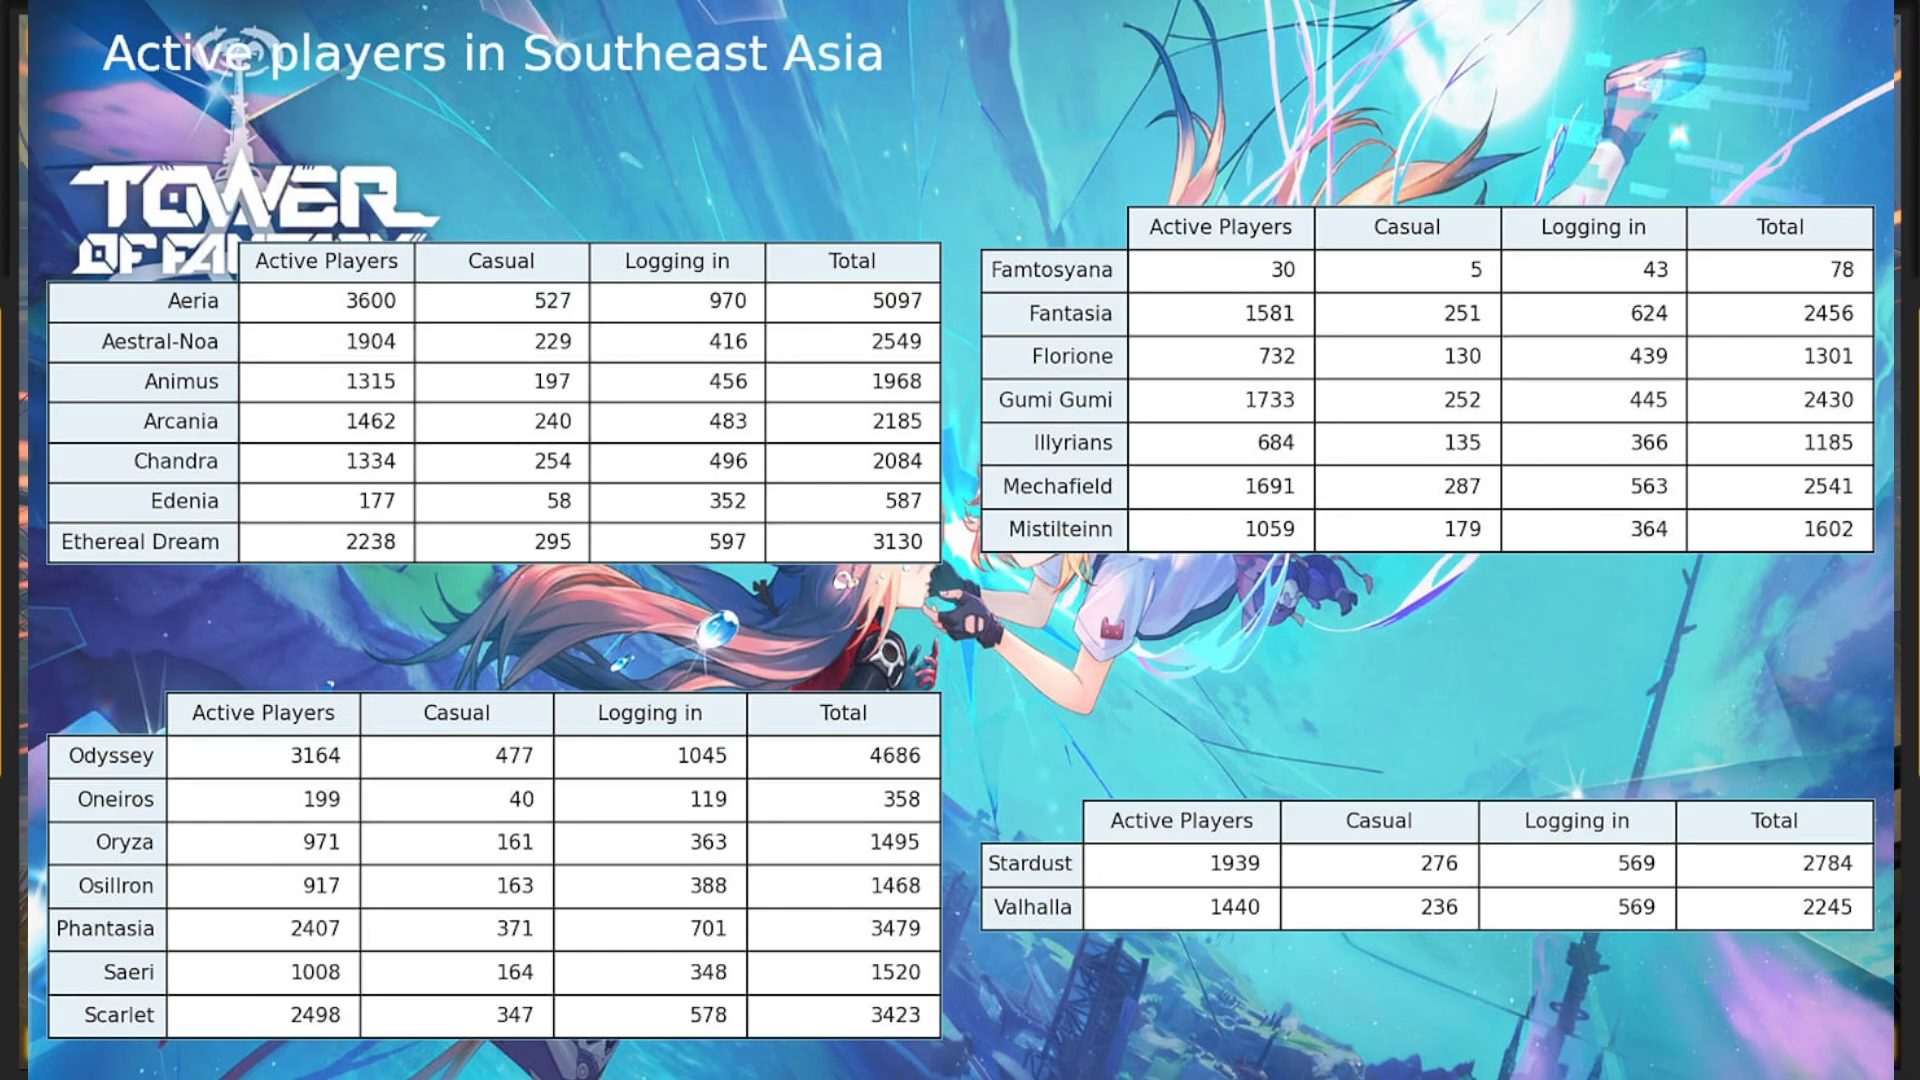 Active players in Southeast Asia
TOWER
OF FANTASY
Active Players Casual Logging in Total
Aeria 3600 527 970 5097
Aestral-Noa 1904 229 416 2549
Animus 1315 197 456 1968
Arcania 1462 240 483 2185
Chandra 1334 254 496 2084
Edenia 177 58 352 587
Ethereal Dream 2238 295 597 3130
Active Players Casual Logging in Total
Famtosyana 30 5 43 78
Fantasia 1581 251 624 2456
Florione 732 130 439 1301
Gumi Gumi 1733 252 445 2430
Illyrians 684 135 366 1185
Mechafield 1691 287 563 2541
Mistilteinn 1059 179 364 1602
Active Players Casual Logging in Total
Odyssey 3164 477 1045 4686
Oneiros 199 40 119 358
Oryza 971 161 363 1495
Osillron 917 163 388 1468
Phantasia 2407 371 701 3479
Saeri 1008 164 348 1520
Scarlet 2498 347 578 3423
Active Players Casual Logging in Total
Stardust 1939 276 569 2784
Valhalla 1440 236 569 2245